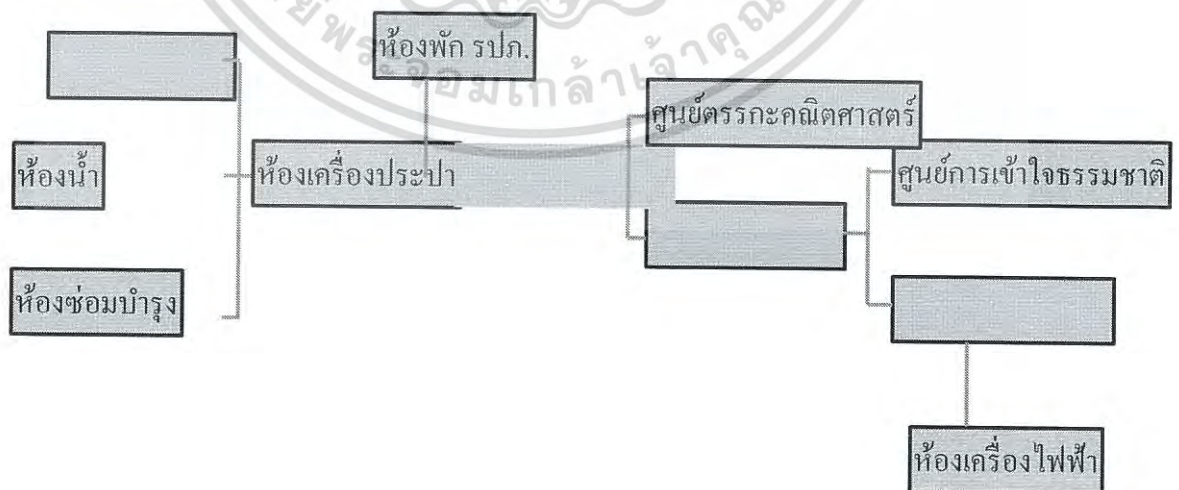 ห้องพัก รปภ.
ศูนย์ตรรกะคณิตศาสตร์
ห้องน้ำ
ห้องเครื่องประปา
ศูนย์การเข้าใจธรรมชาติ
ห้องซ่อมบำรุง
ห้องเครื่องไฟฟ้า